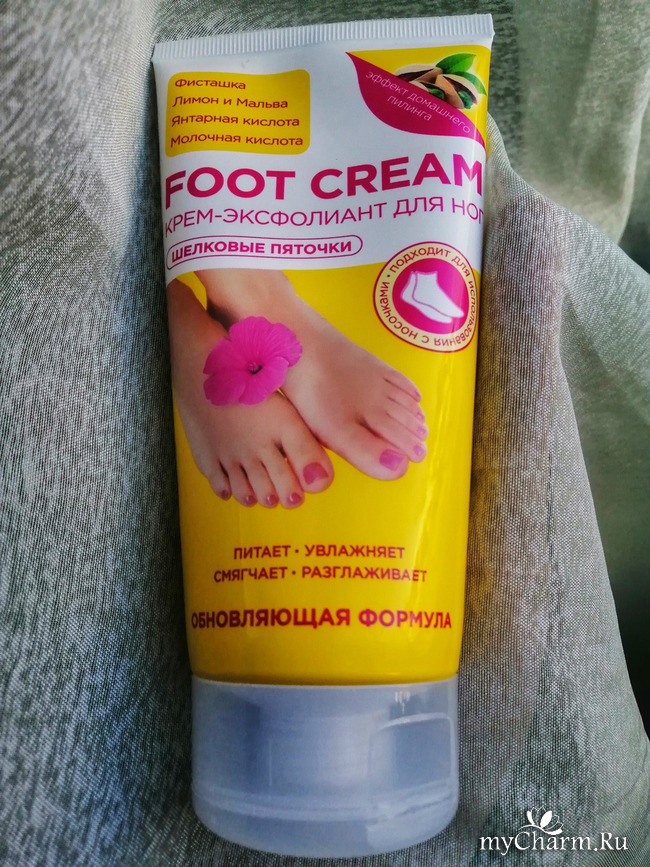 Фисташка
Лимон и Мальва
Янтарная кислота
Молочная кислота
эффект домашнего
пилинга
FOOT CREAM
КРЕМ-ЭКСФОЛИАНТ ДЛЯ НОГ
ШЕЛКОВЫЕ ПЯТОЧКИ
• ПОДХОДИТ ДЛЯ ИСПОЛЬЗОВАНИЯ С НОСОЧКАМИ
ПИТАЕТ • УВЛАЖНЯЕТ
СМЯГЧАЕТ • РАЗГЛАЖИВАЕТ
ОБНОВЛЯЮЩАЯ ФОРМУЛА
myCharm.Ru